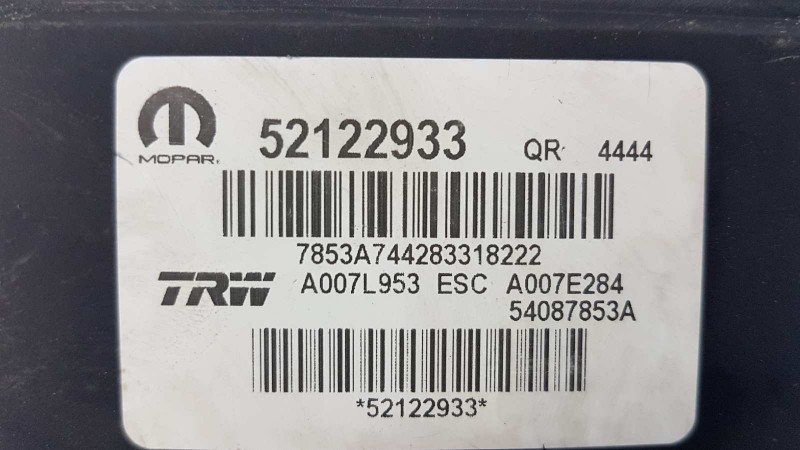 MOPAR 52122933 QR 4444
7853A744283318222
TRW A007L953 ESC A007E284
54087853A
*52122933*